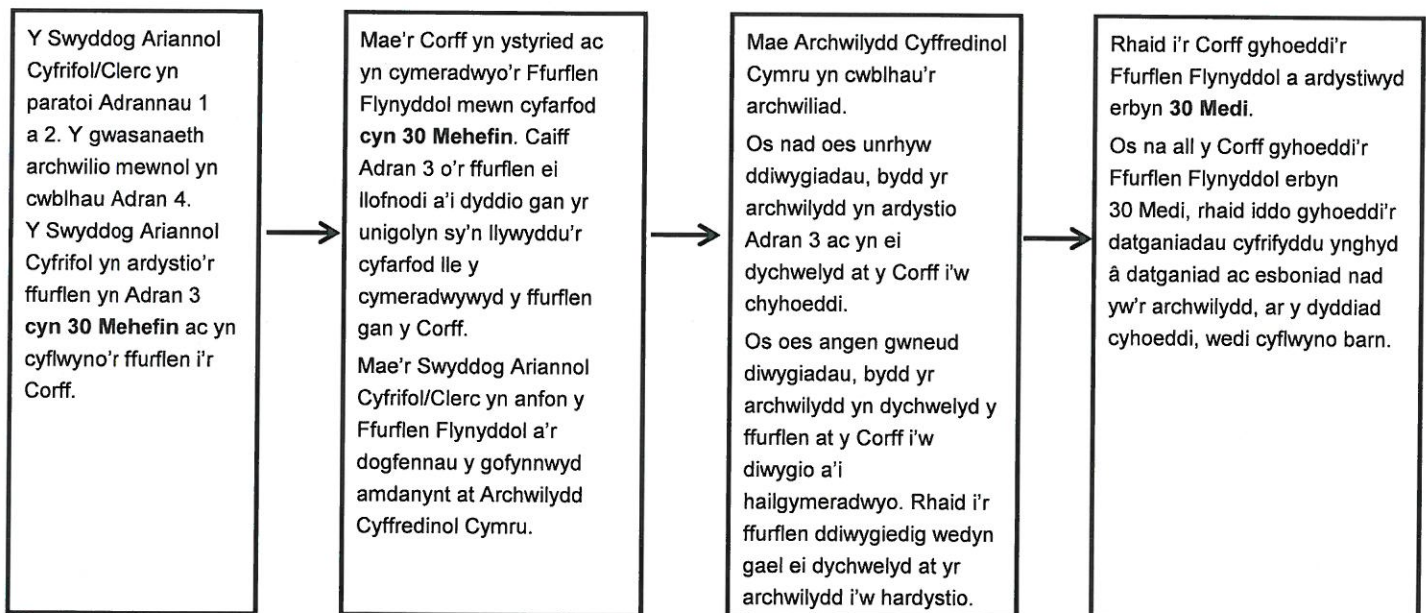 Y Swyddog Ariannol
Cyfrifol/Clerc yn
paratoi Adrannau 1
a 2. Y gwasanaeth
archwilio mewnol yn
cwblhau Adran 4.
Y Swyddog Ariannol
Cyfrifol yn ardystio'r
ffurflen yn Adran 3
cyn 30 Mehefin ac yn
cyflwyno'r ffurflen i'r
Corff.
Mae'r Corff yn ystyried ac
yn cymeradwyo'r Ffurflen
Flynyddol mewn cyfarfod
cyn 30 Mehefin. Caiff
Adran 3 o'r ffurflen ei
llofnodi a'i dyddio gan yr
unigolyn sy'n llywyddu'r
cyfarfod lle y
cymeradwywyd y ffurflen
gan y Corff.
Mae'r Swyddog Ariannol
Cyfrifol/Clerc yn anfon y
Ffurflen Flynyddol a'r
dogfennau y gofynnwyd
amdanynt at Archwilydd
Cyffredinol Cymru.
Mae Archwilydd Cyffredinol
Cymru yn cwblhau'r
archwiliad.
Os nad oes unrhyw
ddiwygiadau, bydd yr
archwilydd yn ardystio
Adran 3 ac yn ei
dychwelyd at y Corff i'w
chyhoeddi.
Os oes angen gwneud
diwygiadau, bydd yr
archwilydd yn dychwelyd y
ffurflen at y Corff i'w
diwygio a'i
hailgymeradwyo. Rhaid i'r
ffurflen ddiwygiedig wedyn
gael ei dychwelyd at yr
archwilydd i'w hardystio.
Rhaid i'r Corff gyhoeddi'r
Ffurflen Flynyddol a ardystiwyd
erbyn 30 Medi.
Os na all y Corff gyhoeddi'r
Ffurflen Flynyddol erbyn
30 Medi, rhaid iddo gyhoeddi'r
datganiadau cyfrifyddu ynghyd
â datganiad ac esboniad nad
yw'r archwilydd, ar y dyddiad
cyhoeddi, wedi cyflwyno barn.